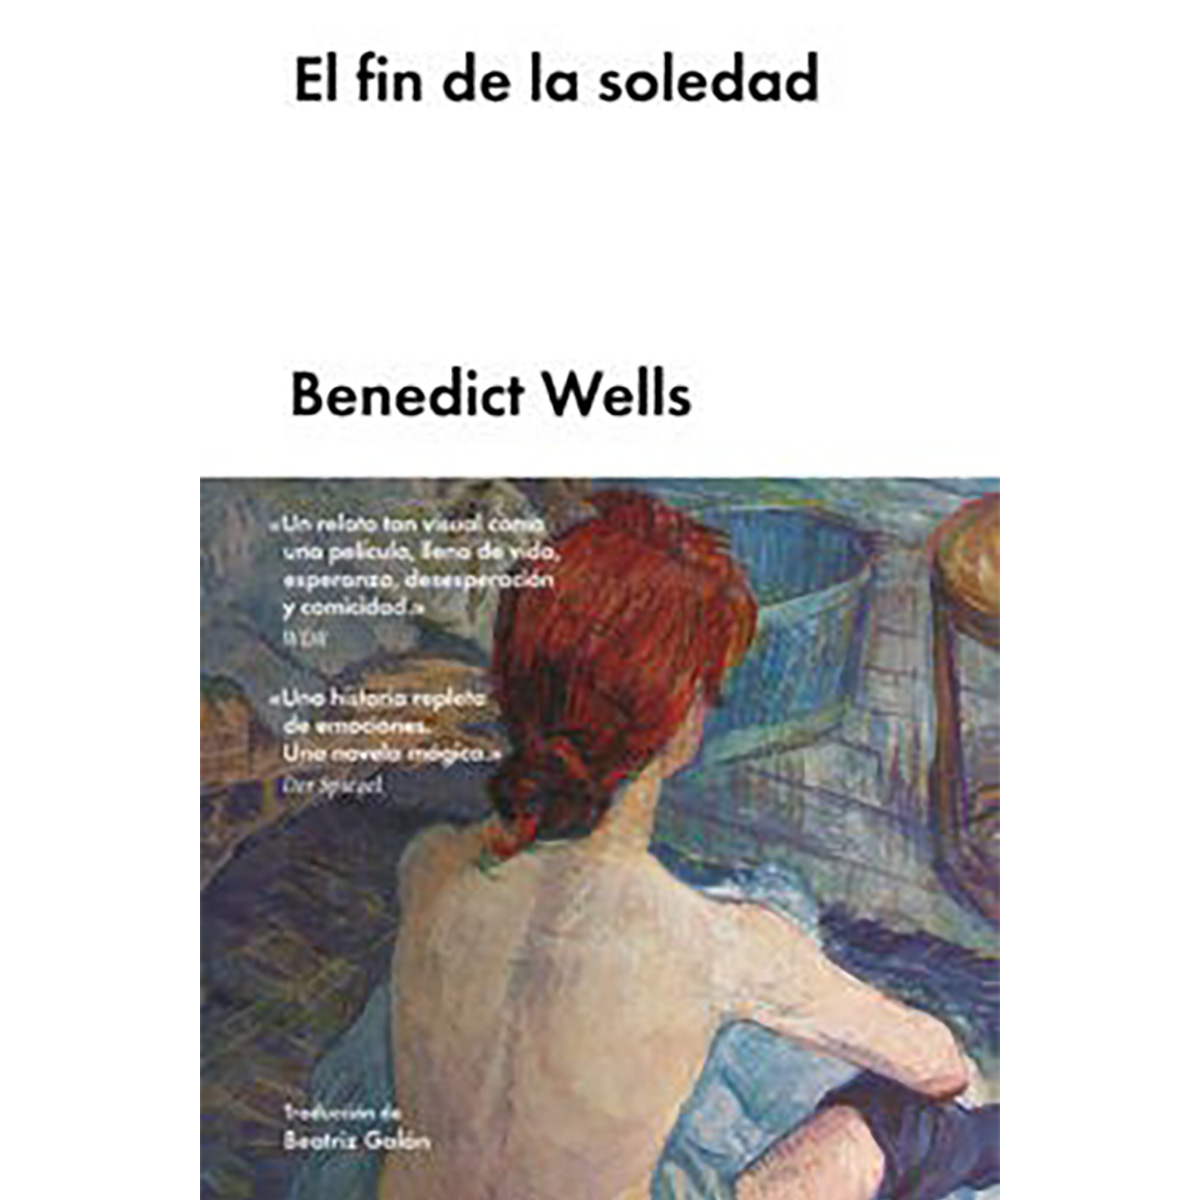 El fin de la soledad
Benedict Wells
«Un relato tan visual como
una película, lleno de vida,
esperanza, desesperación
y comicidad.»
WDR
«Una historia repleta
de emociones.
Una novela mágica.»
Der Spiegel
Traducción de
Beatriz Galán